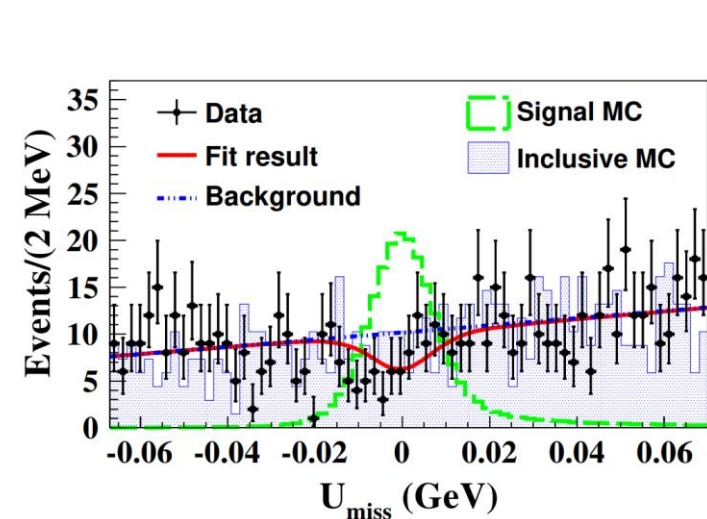 35
30
25
20
15
10
5
0
Events/(2 MeV)
Data
Fit result
Background
Signal MC
Inclusive MC
-0.06 -0.04 -0.02 0 0.02 0.04 0.06
U_miss (GeV)